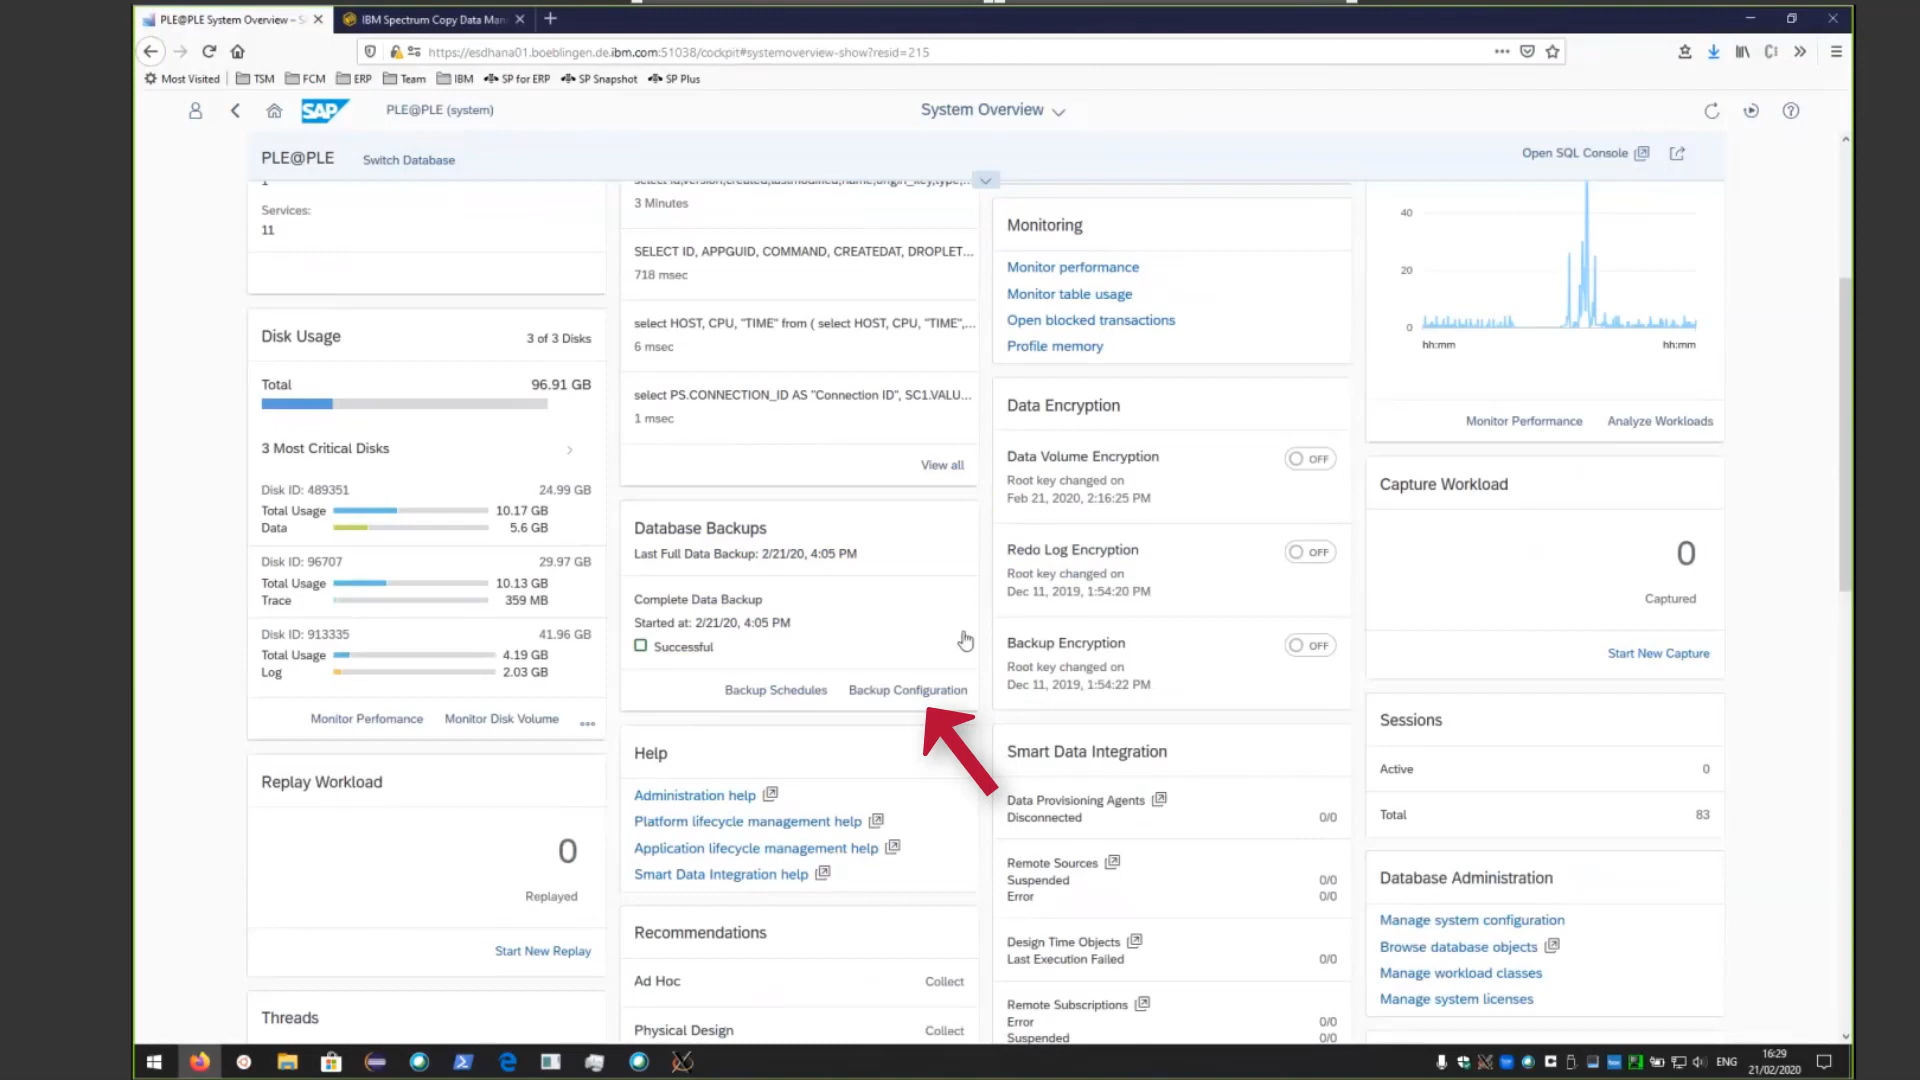 PLE@PLE System Overview – S
IBM Spectrum Copy Data Man
https://esdhana01.boeblingen.de.ibm.com:51038/cockpit#systemoverview-show?resid=215
Most Visited
TSM
FCM
ERP
Team
IBM
SP for ERP
SP Snapshot
SP Plus
SAP
PLE@PLE (system)
System Overview
PLE@PLE
Switch Database
Open SQL Console
1
Services:
11
Disk Usage
3 of 3 Disks
Total
96.91 GB
3 Most Critical Disks
Disk ID: 489351
24.99 GB
Total Usage
10.17 GB
Data
5.6 GB
Disk ID: 96707
29.97 GB
Total Usage
10.13 GB
Trace
359 MB
Disk ID: 913335
41.96 GB
Total Usage
4.19 GB
Log
2.03 GB
Monitor Perfomance
Monitor Disk Volume
Replay Workload
0
Replayed
Start New Replay
Threads
select id,version,created,lastmodified,name,origin_key,type,...
3 Minutes
SELECT ID, APPGUID, COMMAND, CREATEDAT, DROPLET...
718 msec
select HOST, CPU, "TIME" from ( select HOST, CPU, "TIME",...
6 msec
select PS.CONNECTION_ID AS "Connection ID", SC1.VALU...
1 msec
View all
Database Backups
Last Full Data Backup: 2/21/20, 4:05 PM
Complete Data Backup
Started at: 2/21/20, 4:05 PM
Successful
Backup Schedules
Backup Configuration
Help
Administration help
Platform lifecycle management help
Application lifecycle management help
Smart Data Integration help
Recommendations
Ad Hoc
Collect
Physical Design
Collect
Monitoring
Monitor performance
Monitor table usage
Open blocked transactions
Profile memory
Data Encryption
Data Volume Encryption
OFF
Root key changed on
Feb 21, 2020, 2:16:25 PM
Redo Log Encryption
OFF
Root key changed on
Dec 11, 2019, 1:54:20 PM
Backup Encryption
OFF
Root key changed on
Dec 11, 2019, 1:54:22 PM
Smart Data Integration
Data Provisioning Agents
Disconnected
0/0
Remote Sources
Suspended
0/0
Error
0/0
Design Time Objects
Last Execution Failed
0/0
Remote Subscriptions
Error
0/0
Suspended
0/0
40
20
0
hh:mm
hh:mm
Monitor Performance
Analyze Workloads
Capture Workload
0
Captured
Start New Capture
Sessions
Active
0
Total
83
Database Administration
Manage system configuration
Browse database objects
Manage workload classes
Manage system licenses
ENG
16:29
21/02/2020